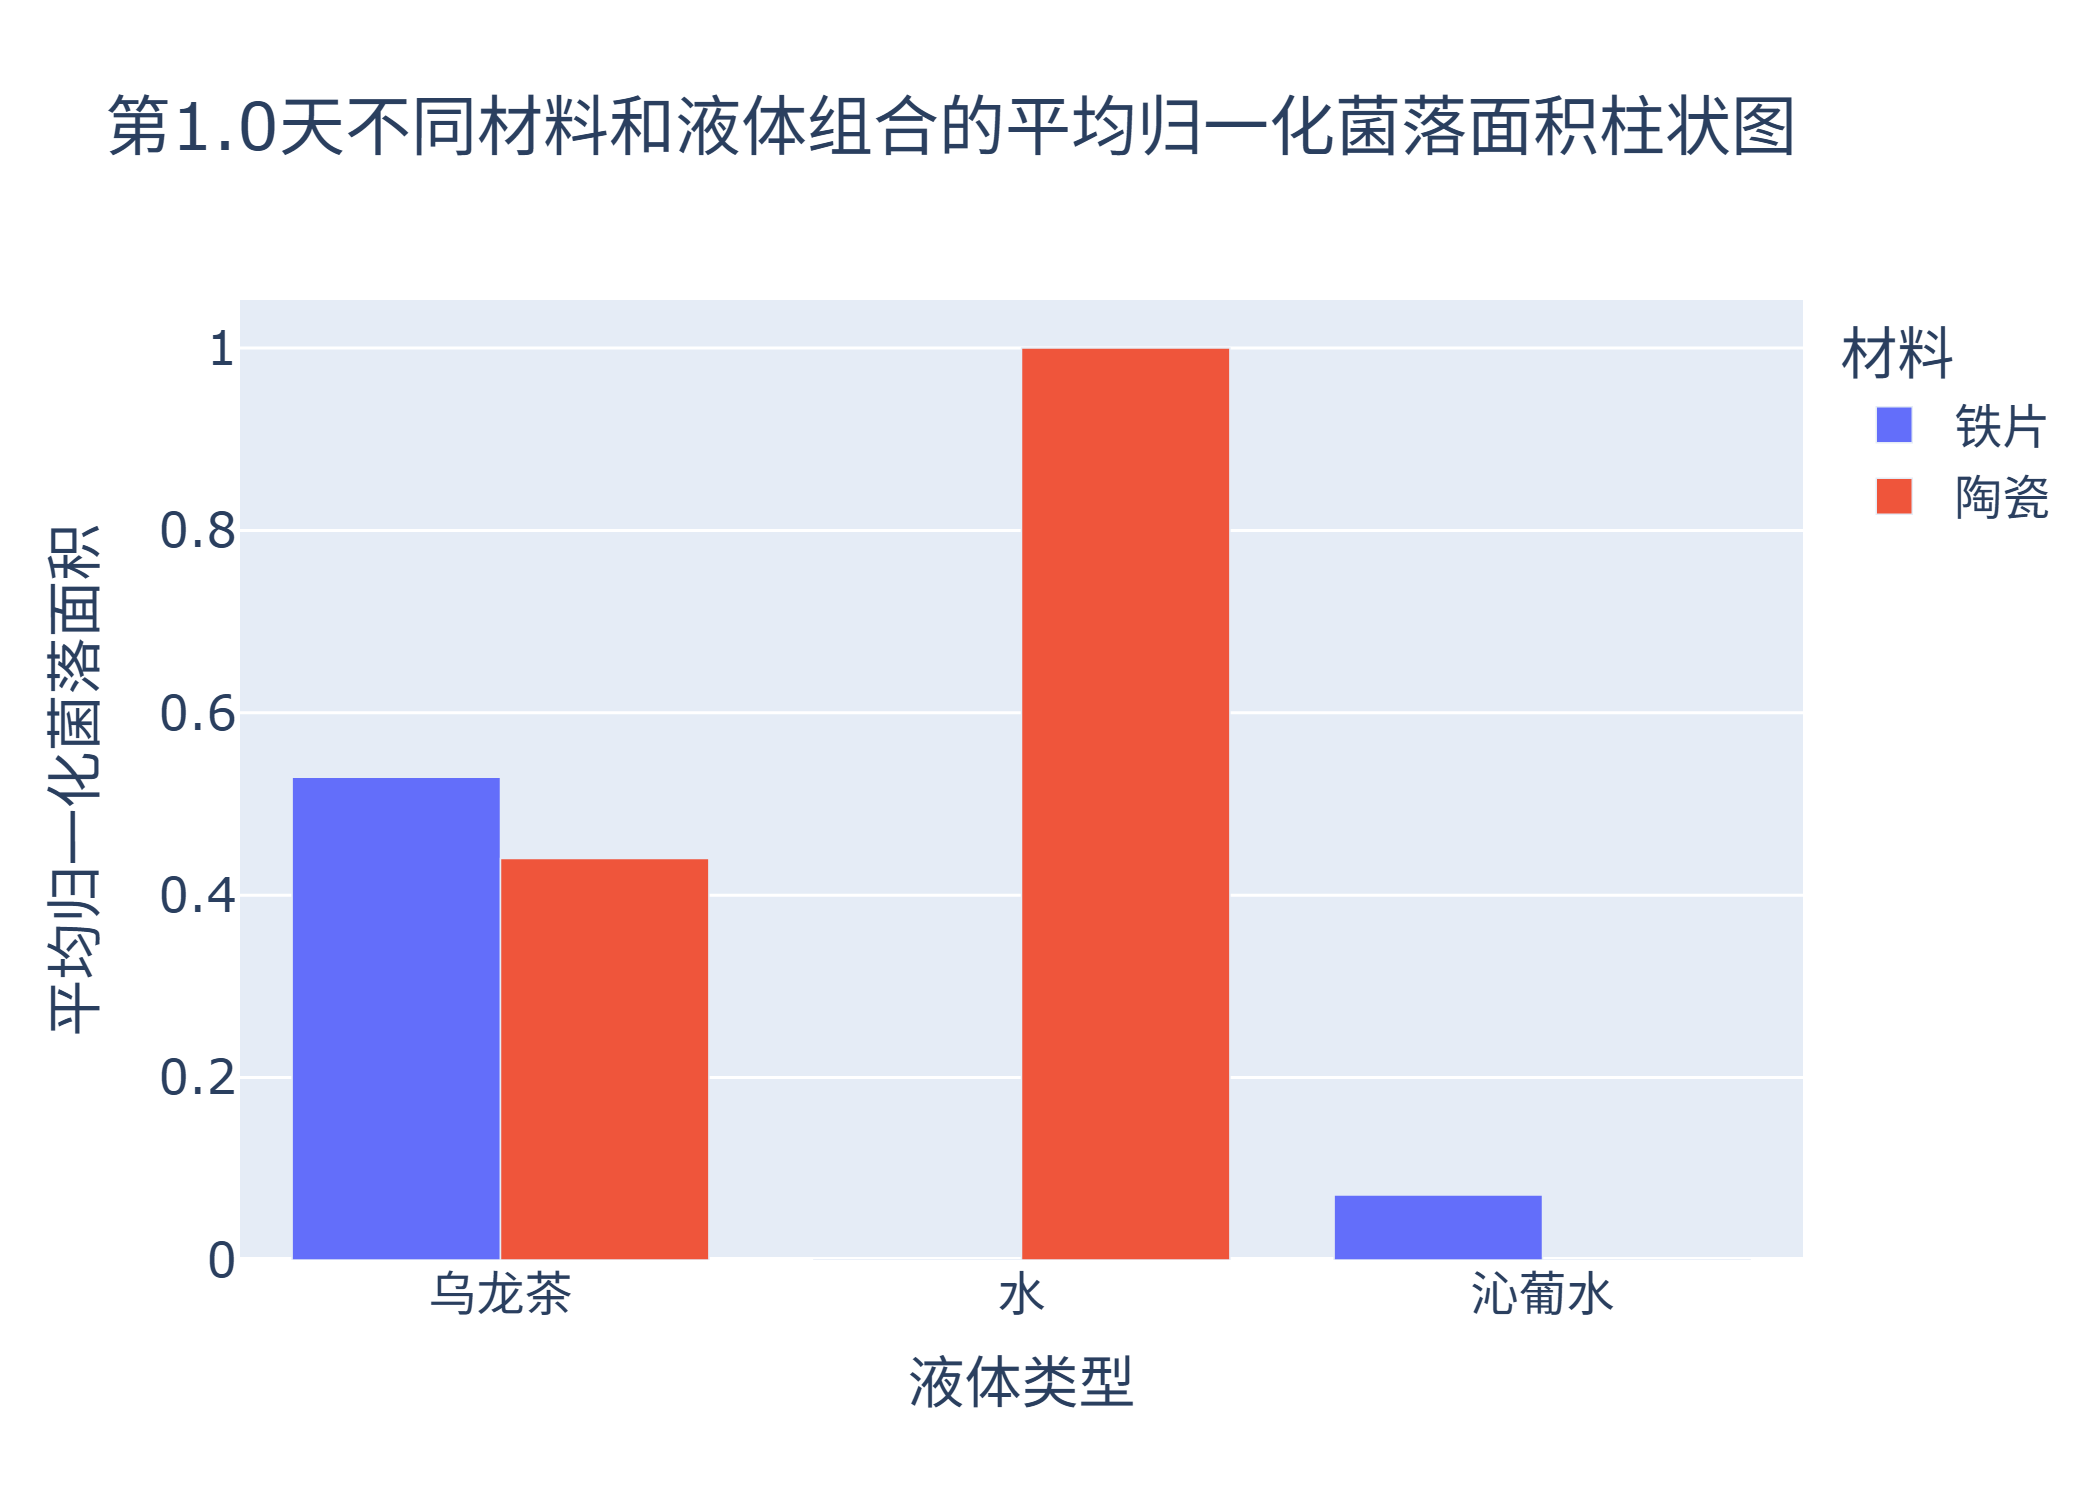 第1.0天不同材料和液体组合的平均归一化菌落面积柱状图
平均归一化菌落面积
1
0.8
0.6
0.4
0.2
0
乌龙茶
水
沁葡水
液体类型
材料
铁片
陶瓷